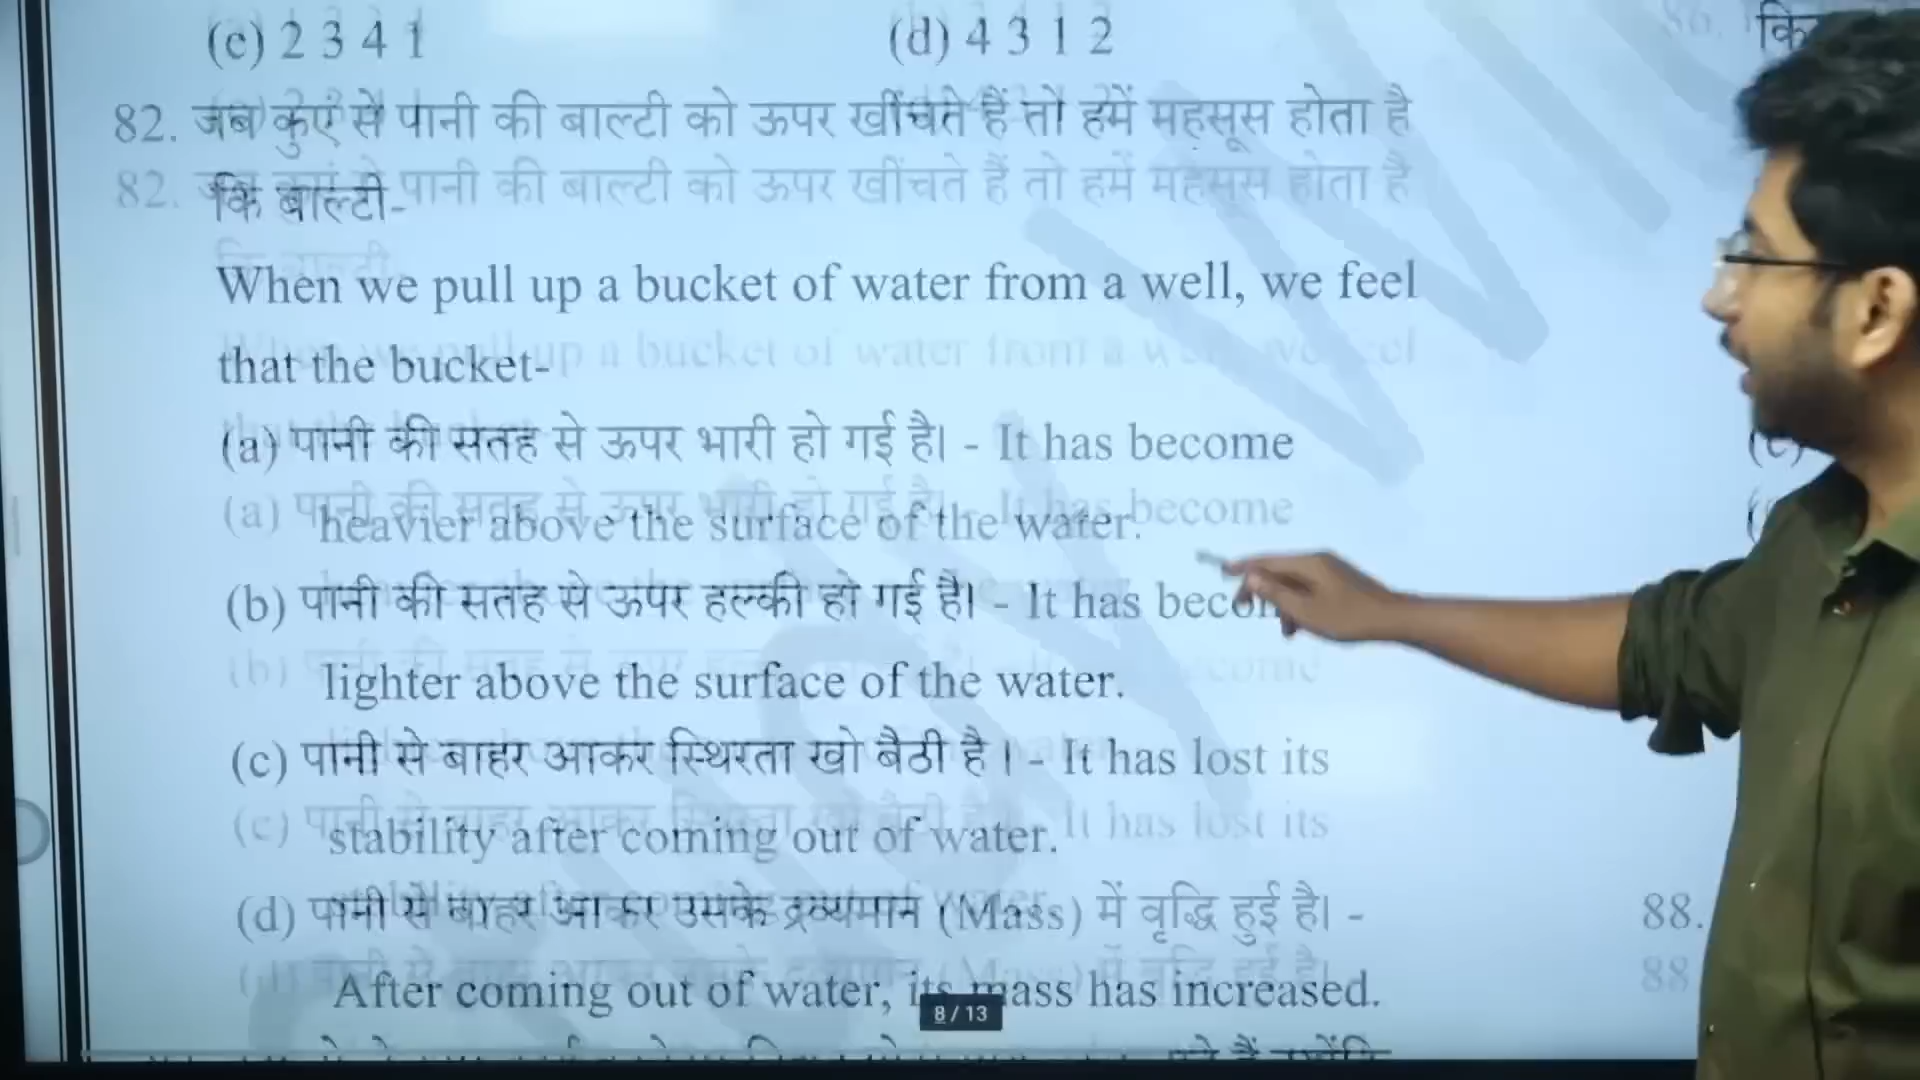 (c) 2 3 4 1
(d) 4 3 1 2
86. कि
82. जब कुएं से पानी की बाल्टी को ऊपर खींचते हैं तो हमें महसूस होता है
कि बाल्टी-
When we pull up a bucket of water from a well, we feel
that the bucket-
(a) पानी की सतह से ऊपर भारी हो गई है। - It has become
heavier above the surface of the water.
(b) पानी की सतह से ऊपर हल्की हो गई है। - It has becom
lighter above the surface of the water.
(c) पानी से बाहर आकर स्थिरता खो बैठी है । - It has lost its
stability after coming out of water.
(d) पानी से बाहर आकर उसके द्रव्यमान (Mass) में वृद्धि हुई है। -
After coming out of water, its mass has increased.
(c)
88.
8 / 13